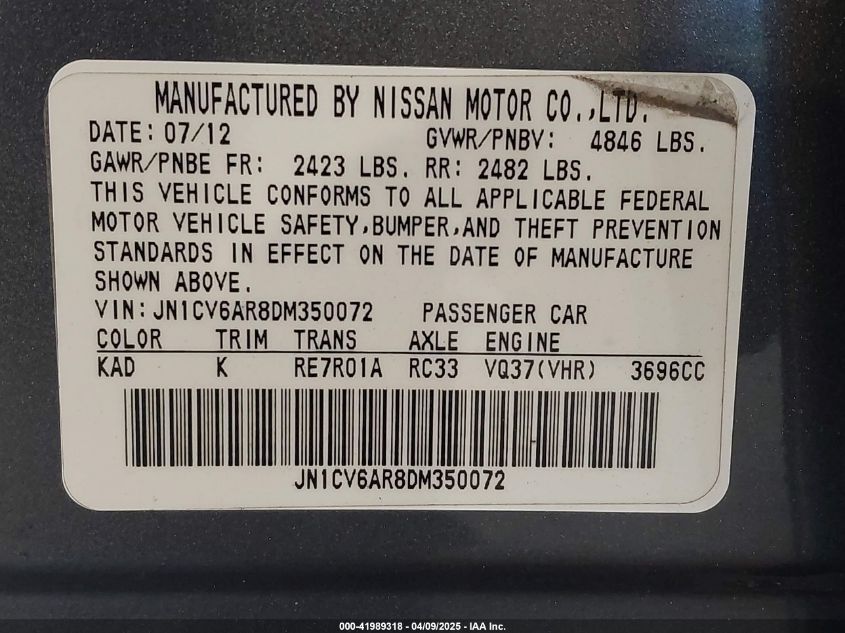 MANUFACTURED BY NISSAN MOTOR CO.,LTD.
DATE: 07/12 GVWR/PNBV: 4846 LBS.
GAWR/PNBE FR: 2423 LBS. RR: 2482 LBS.
THIS VEHICLE CONFORMS TO ALL APPLICABLE FEDERAL
MOTOR VEHICLE SAFETY,BUMPER,AND THEFT PREVENTION
STANDARDS IN EFFECT ON THE DATE OF MANUFACTURE
SHOWN ABOVE.
VIN: JN1CV6AR8DM350072 PASSENGER CAR
COLOR TRIM TRANS AXLE ENGINE
KAD K RE7R01A RC33 VQ37(VHR) 3696CC
JN1CV6AR8DM350072
000-41989318 - 04/09/2025 - IAA Inc.